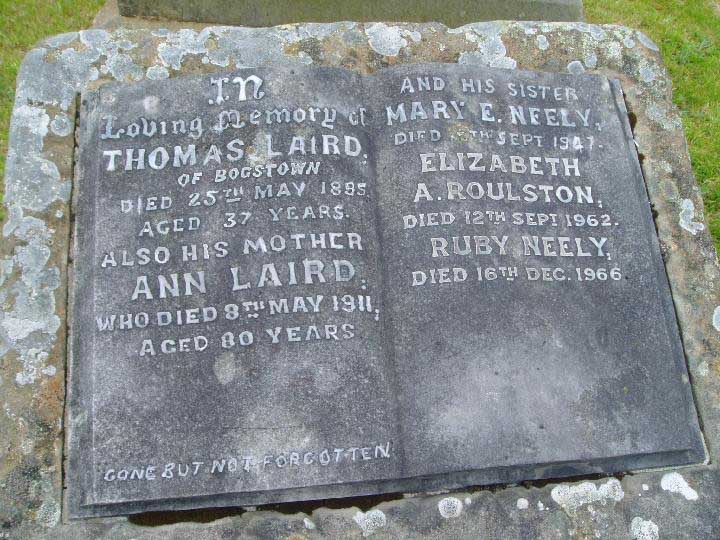 In
Loving Memory of
THOMAS LAIRD,
OF BOGSTOWN
DIED 25TH MAY 1895,
AGED 37 YEARS.
ALSO HIS MOTHER
ANN LAIRD,
WHO DIED 8TH MAY 1911,
AGED 80 YEARS
GONE BUT NOT FORGOTTEN.
AND HIS SISTER
MARY E. NEELY,
DIED SEPT 1947.
ELIZABETH
A. ROULSTON,
DIED 12TH SEPT 1962.
RUBY NEELY,
DIED 16TH DEC. 1966